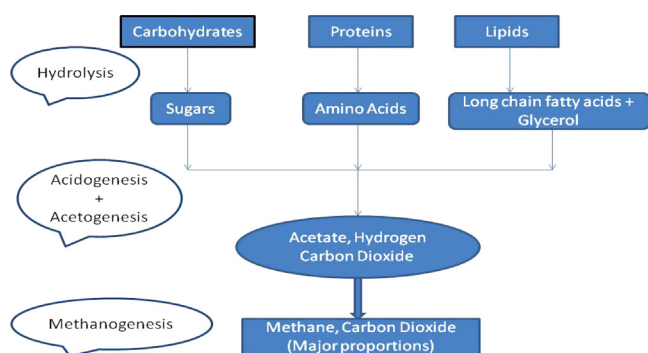 Carbohydrates
Proteins
Lipids
Hydrolysis
Sugars
Amino Acids
Long chain fatty acids +
Glycerol
Acidogenesis
+
Acetogenesis
Acetate, Hydrogen
Carbon Dioxide
Methanogenesis
Methane, Carbon Dioxide
(Major proportions)